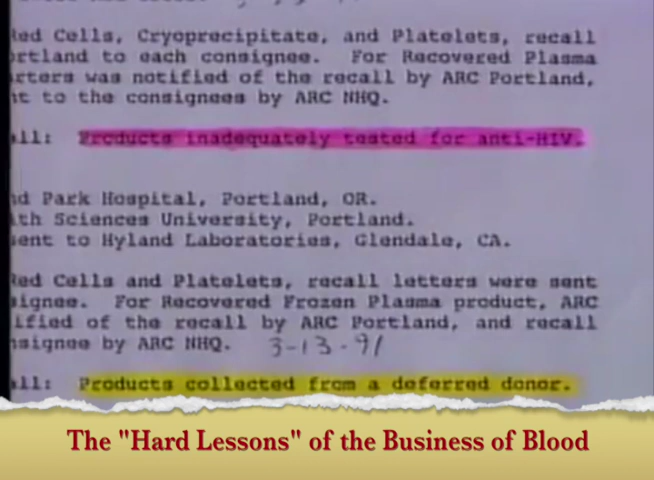 ed Cells, Cryoprecipitate, and Platelets, recall
rtland to each consignee. For Recovered Plasma
rters was notified of the recall by ARC Portland,
t to the consignees by ARC NHQ.
ll: Products inadequately tested for anti-HIV.
d Park Hospital, Portland, OR.
th Sciences University, Portland.
ent to Hyland Laboratories, Glendale, CA.
ed Cells and Platelets, recall letters were sent
ignee. For Recovered Frozen Plasma product, ARC
ified of the recall by ARC Portland, and recall
signee by ARC NHQ. 3-13-91
ll: Products collected from a deferred donor.
The "Hard Lessons" of the Business of Blood